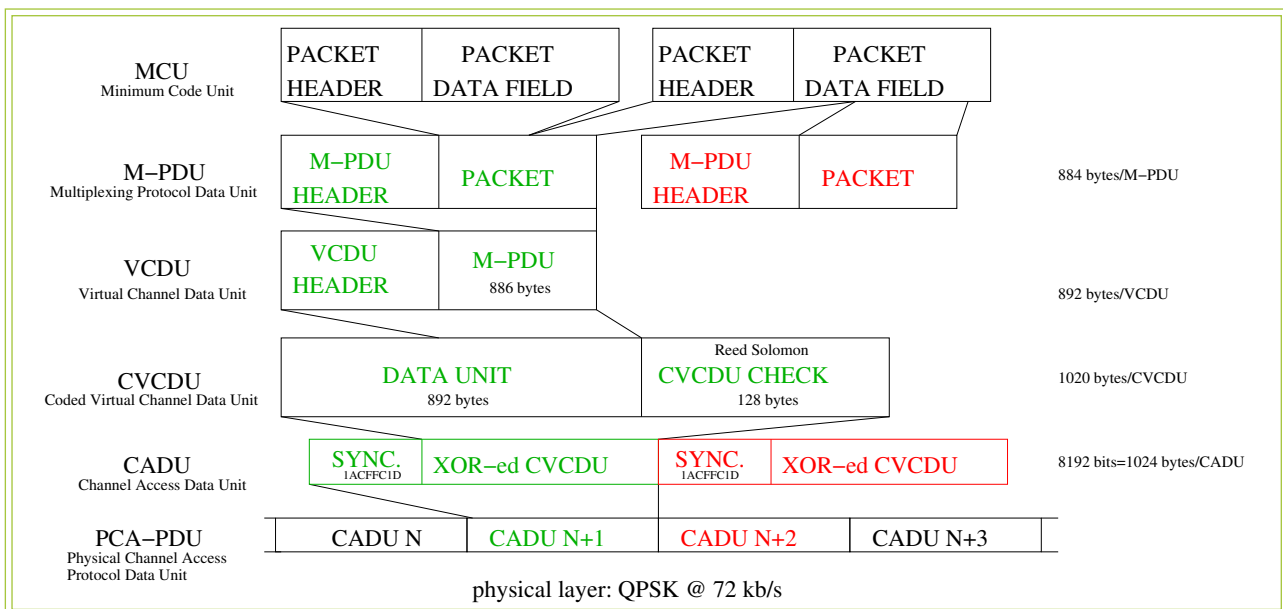 PACKET HEADER PACKET DATA FIELD PACKET HEADER PACKET DATA FIELD
MCU
Minimum Code Unit
M-PDU
Multiplexing Protocol Data Unit
M-PDU HEADER PACKET M-PDU HEADER PACKET
884 bytes/M-PDU
VCDU
Virtual Channel Data Unit
VCDU HEADER M-PDU
886 bytes
892 bytes/VCDU
CVCDU
Coded Virtual Channel Data Unit
DATA UNIT
892 bytes
Reed Solomon
CVCDU CHECK
128 bytes
1020 bytes/CVCDU
CADU
Channel Access Data Unit
SYNC.
1ACFFC1D
XOR-ed CVCDU
SYNC.
1ACFFC1D
XOR-ed CVCDU
8192 bits=1024 bytes/CADU
PCA-PDU
Physical Channel Access
Protocol Data Unit
CADU N CADU N+1 CADU N+2 CADU N+3
physical layer: QPSK @ 72 kb/s